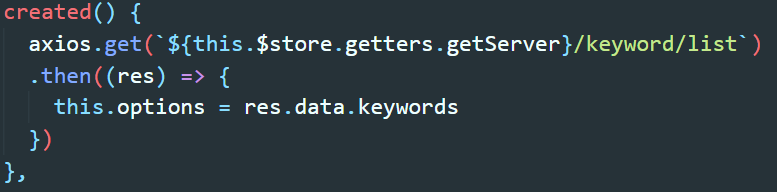 created() {
  axios.get(`${this.$store.getters.getServer}/keyword/list`)
  .then((res) => {
    this.options = res.data.keywords
  })
},